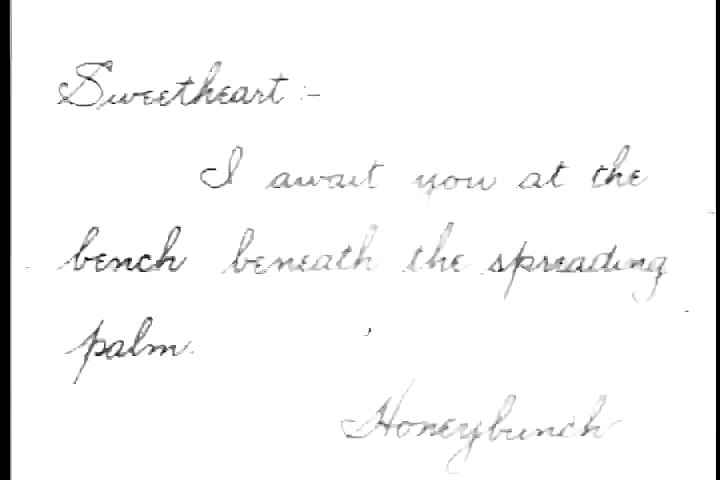 Sweetheart :-
I await you at the
bench beneath the spreading
palm.
Honeybunch